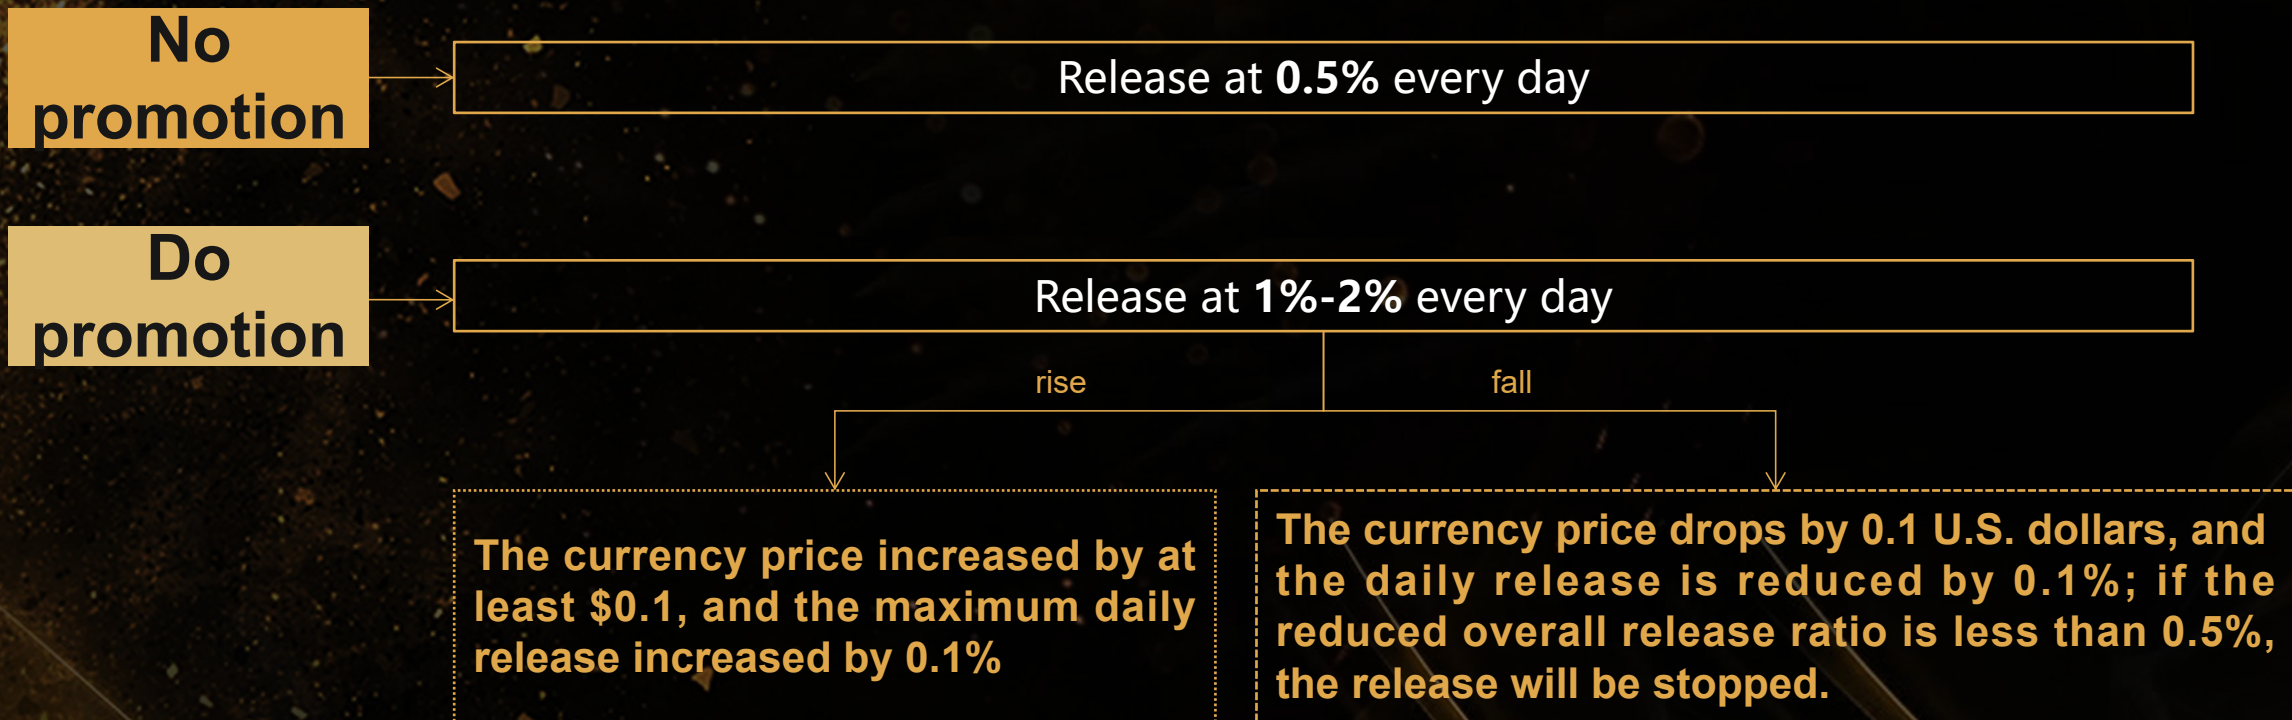 No
promotion
Release at 0.5% every day
Do
promotion
Release at 1%-2% every day
rise
fall
The currency price increased by at
least $0.1, and the maximum daily
release increased by 0.1%
The currency price drops by 0.1 U.S. dollars, and
the daily release is reduced by 0.1%; if the
reduced overall release ratio is less than 0.5%,
the release will be stopped.